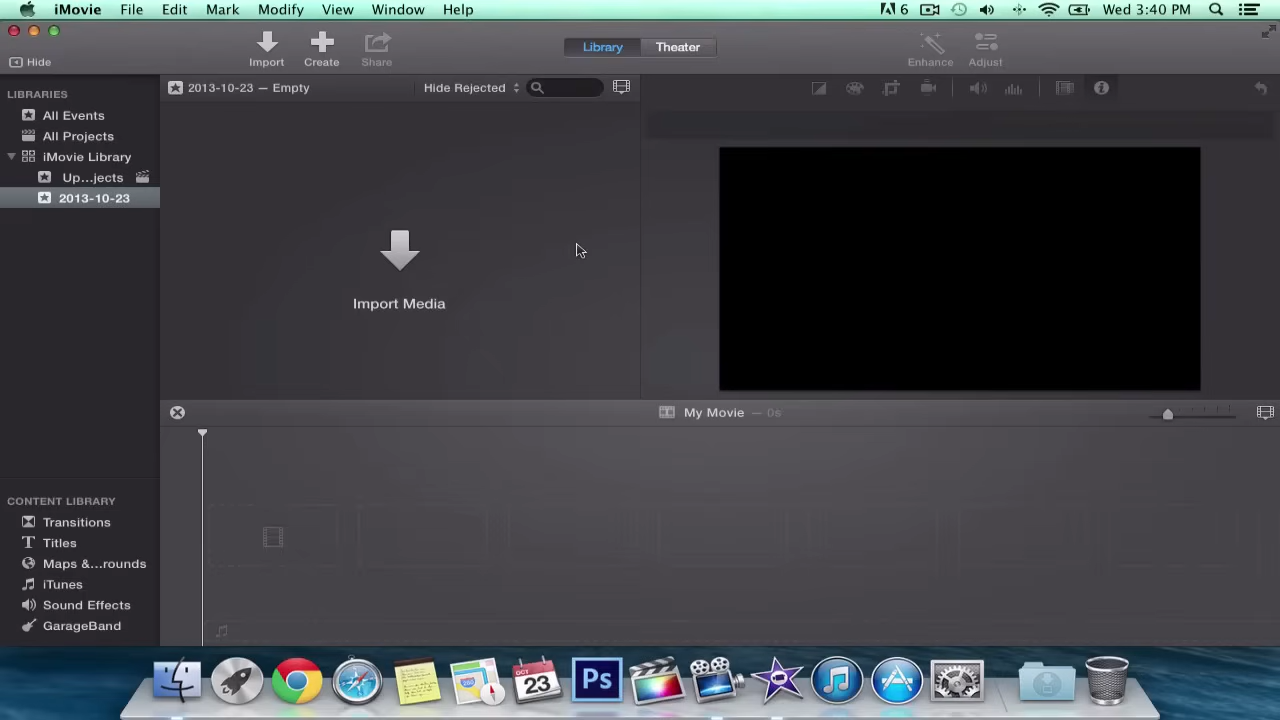 iMovie File Edit Mark Modify View Window Help 6 Wed 3:40 PM
Hide Import Create Share Library Theater Enhance Adjust
LIBRARIES
All Events
All Projects
iMovie Library
Up...jects
2013-10-23
2013-10-23 — Empty Hide Rejected
Import Media
My Movie — 0s
CONTENT LIBRARY
Transitions
T Titles
Maps &...rounds
iTunes
Sound Effects
GarageBand
OCT
23
Ps